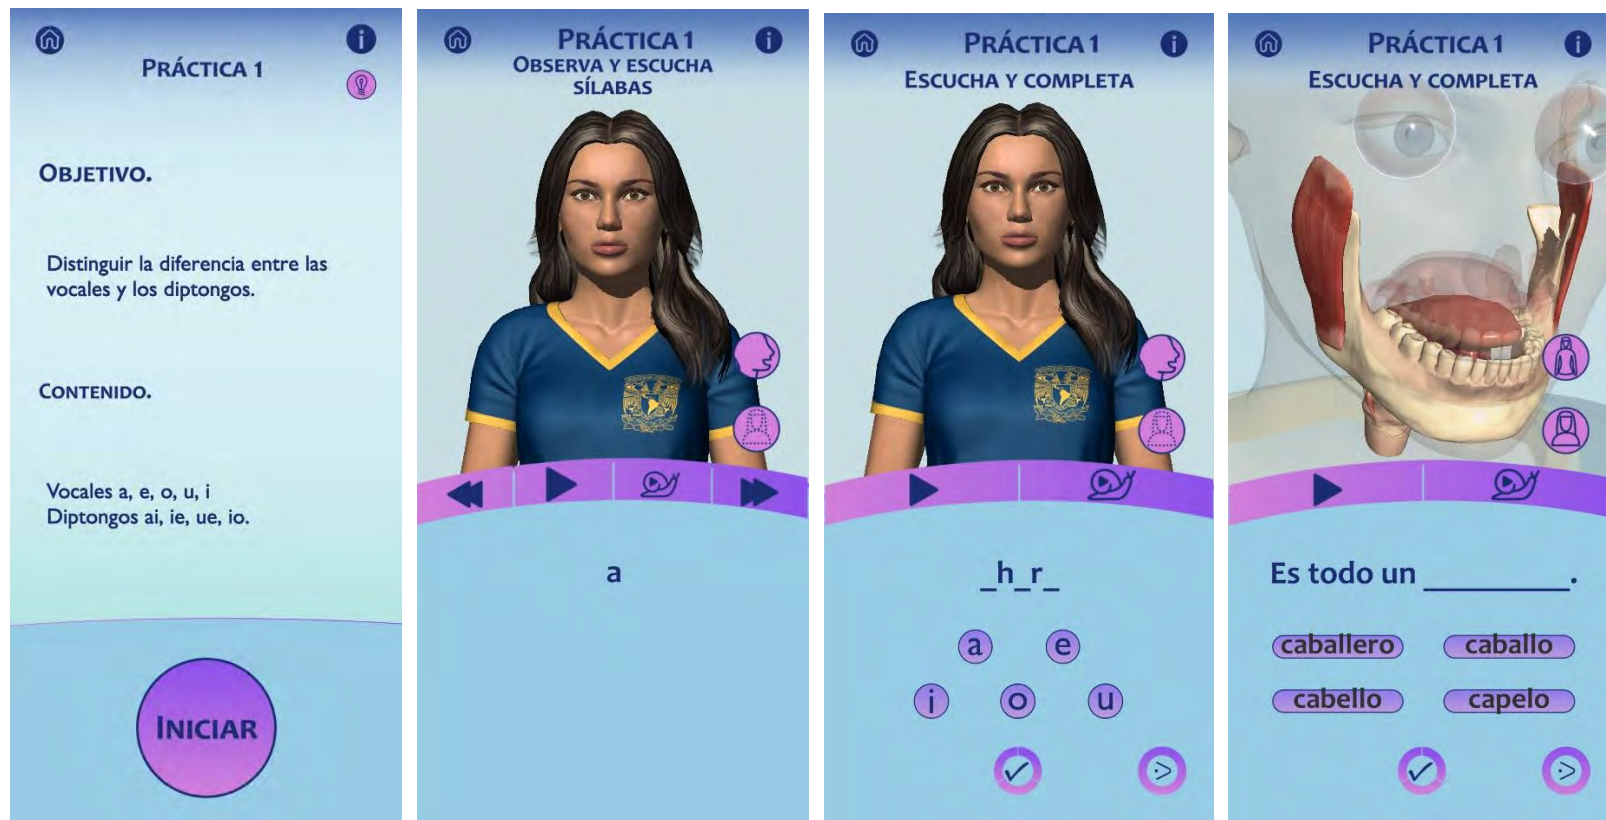 PRÁCTICA 1
OBJETIVO.
Distinguir la diferencia entre las
vocales y los diptongos.
CONTENIDO.
Vocales a, e, o, u, i
Diptongos ai, ie, ue, io.
INICIAR
PRÁCTICA 1
OBSERVA Y ESCUCHA
SÍLABAS
a
PRÁCTICA 1
ESCUCHA Y COMPLETA
_h_r_
a e
i o u
PRÁCTICA 1
ESCUCHA Y COMPLETA
Es todo un _________.
caballero caballo
cabello capelo